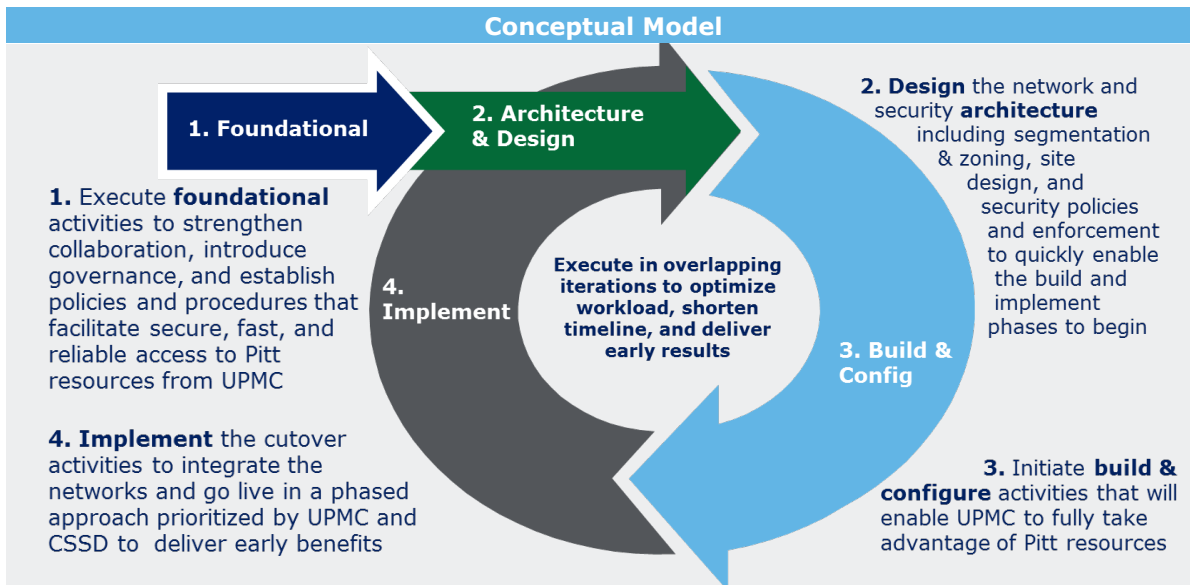 Conceptual Model
1. Foundational
2. Architecture
& Design
2. Design the network and
security architecture
including segmentation
& zoning, site
design, and
security policies
and enforcement
to quickly enable
the build and
implement
phases to begin
1. Execute foundational
activities to strengthen
collaboration, introduce
governance, and establish
policies and procedures that
facilitate secure, fast, and
reliable access to Pitt
resources from UPMC
4.
Implement
Execute in overlapping
iterations to optimize
workload, shorten
timeline, and deliver
early results
3. Build &
Config
4. Implement the cutover
activities to integrate the
networks and go live in a phased
approach prioritized by UPMC and
CSSD to  deliver early benefits
3. Initiate build &
configure activities that will
enable UPMC to fully take
advantage of Pitt resources